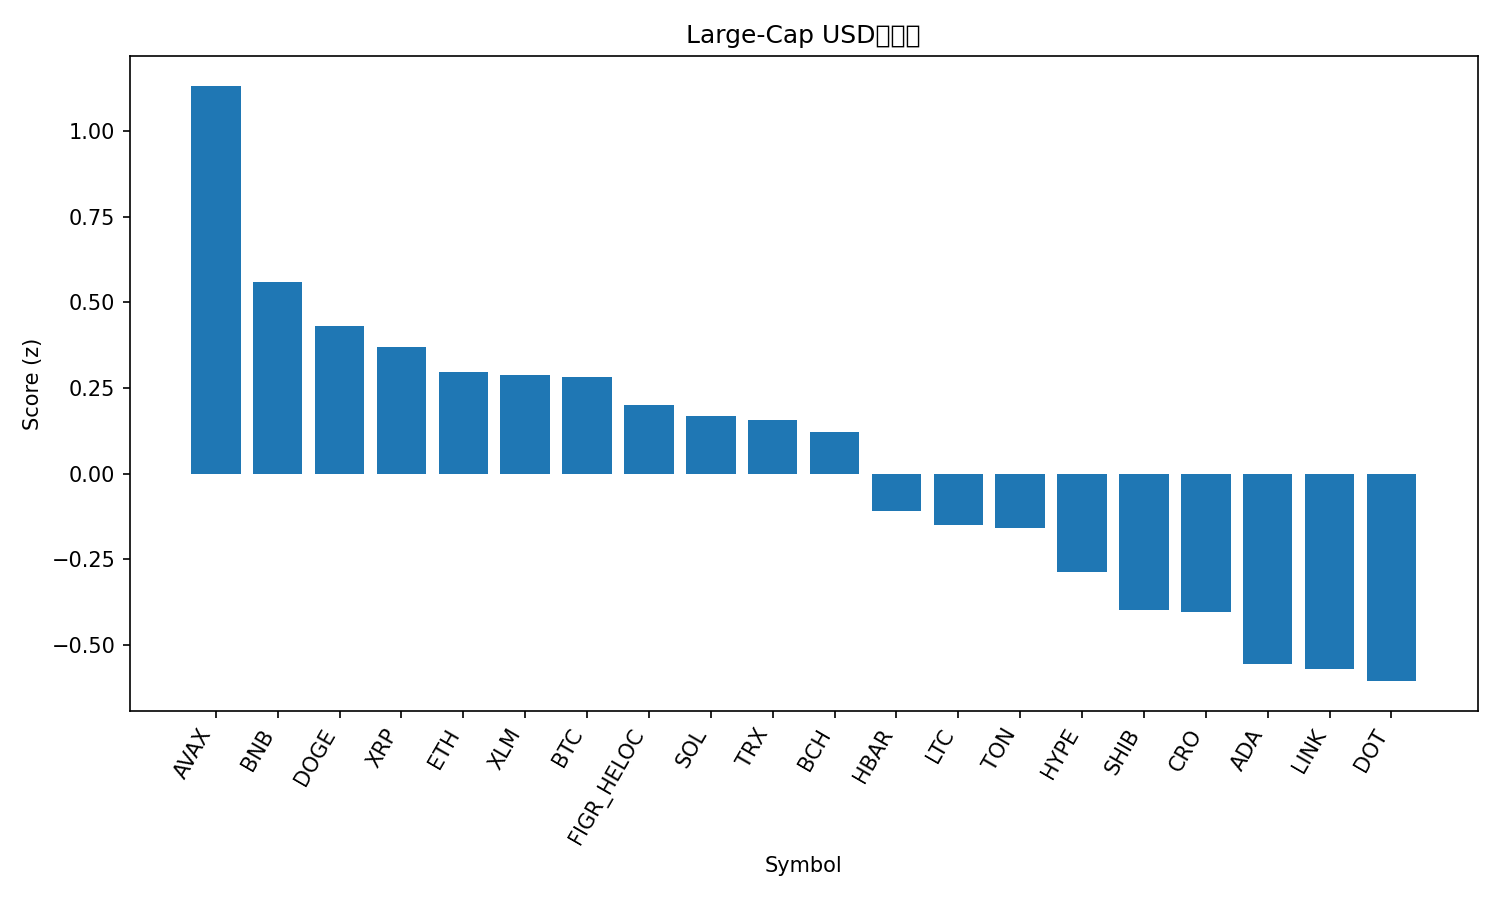 Large-Cap USD
Score (z)
1.00
0.75
0.50
0.25
0.00
−0.25
−0.50
AVAX
BNB
DOGE
XRP
ETH
XLM
BTC
FIGR_HELOC
SOL
TRX
BCH
HBAR
LTC
TON
HYPE
SHIB
CRO
ADA
LINK
DOT
Symbol